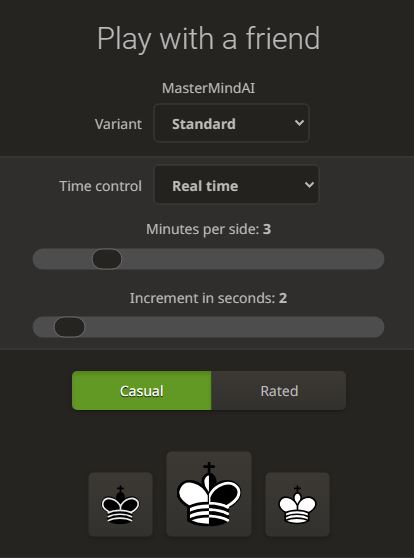 Play with a friend
MasterMindAI
Variant Standard
Time control Real time
Minutes per side: 3
Increment in seconds: 2
Casual Rated